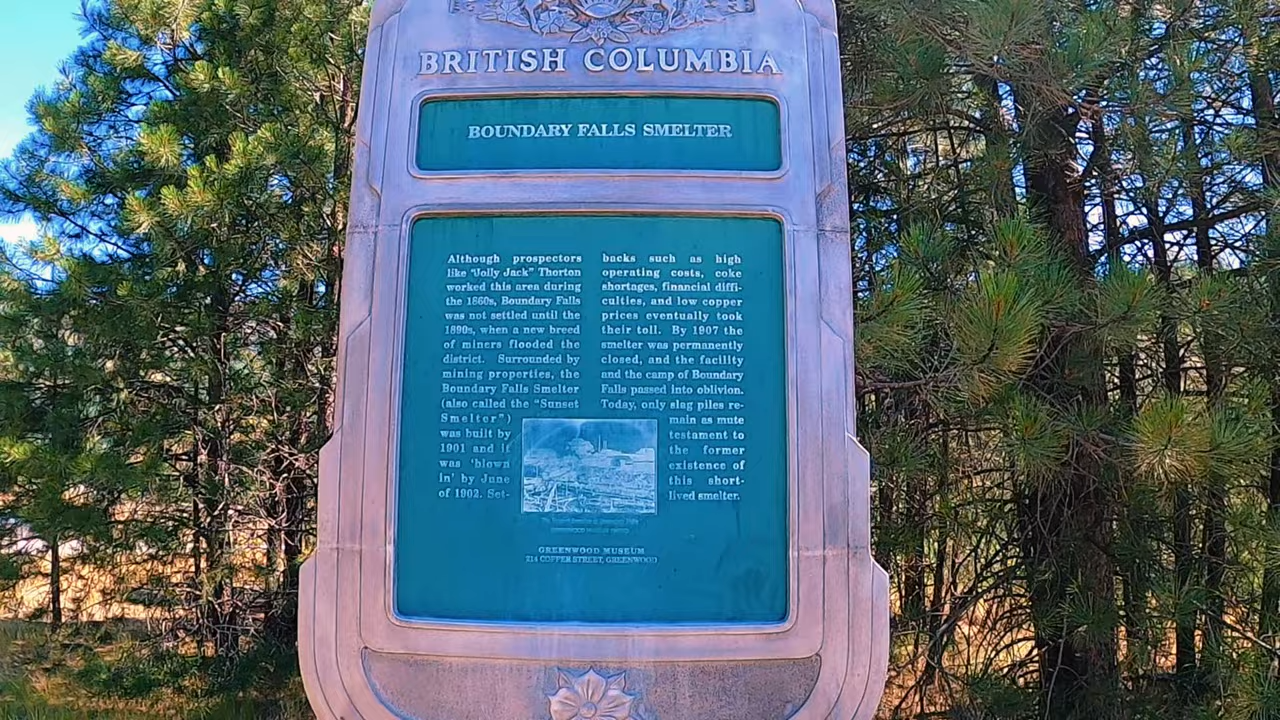 BRITISH COLUMBIA
BOUNDARY FALLS SMELTER
Although prospectors
like "Jolly Jack" Thorton
worked this area during
the 1860s, Boundary Falls
was not settled until the
1890s, when a new breed
of miners flooded the
district. Surrounded by
mining properties, the
Boundary Falls Smelter
(also called the "Sunset
Smelter")
was built by
1901 and it
was 'blown
in' by June
of 1902. Set-
backs such as high
operating costs, coke
shortages, financial diffi-
culties, and low copper
prices eventually took
their toll. By 1907 the
smelter was permanently
closed, and the facility
and the camp of Boundary
Falls passed into oblivion.
Today, only slag piles re-
main as mute
testament to
the former
existence of
this short-
lived smelter.
GREENWOOD MUSEUM
214 COPPER STREET, GREENWOOD